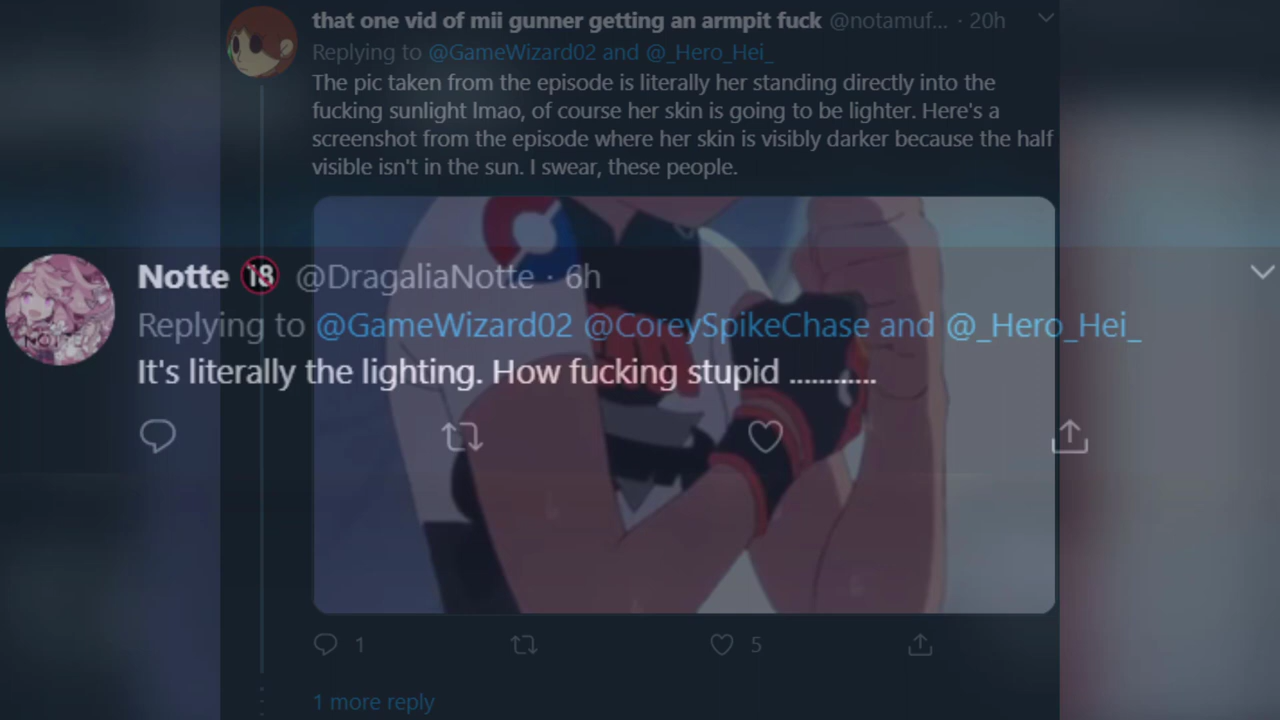 that one vid of mii gunner getting an armpit fuck @notamuf... · 20h
Replying to @GameWizard02 and @_Hero_Hei_
The pic taken from the episode is literally her standing directly into the
fucking sunlight lmao, of course her skin is going to be lighter. Here's a
screenshot from the episode where her skin is visibly darker because the half
visible isn't in the sun. I swear, these people.
Notte 🔞 @DragaliaNotte · 6h
Replying to @GameWizard02 @CoreySpikeChase and @_Hero_Hei_
It's literally the lighting. How fucking stupid ............
1 5
1 more reply